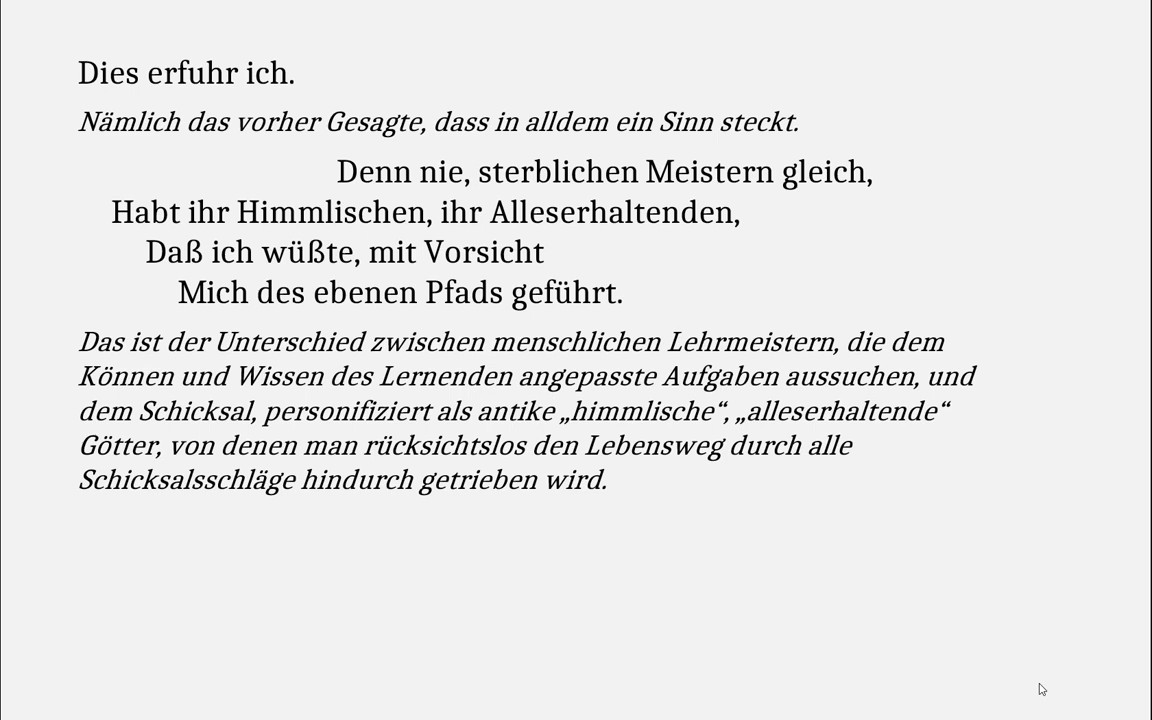 Dies erfuhr ich.
Nämlich das vorher Gesagte, dass in alldem ein Sinn steckt.
Denn nie, sterblichen Meistern gleich,
Habt ihr Himmlischen, ihr Alleserhaltenden,
Daß ich wüßte, mit Vorsicht
Mich des ebenen Pfads geführt.
Das ist der Unterschied zwischen menschlichen Lehrmeistern, die dem
Können und Wissen des Lernenden angepasste Aufgaben aussuchen, und
dem Schicksal, personifiziert als antike „himmlische“, „alleserhaltende“
Götter, von denen man rücksichtslos den Lebensweg durch alle
Schicksalsschläge hindurch getrieben wird.